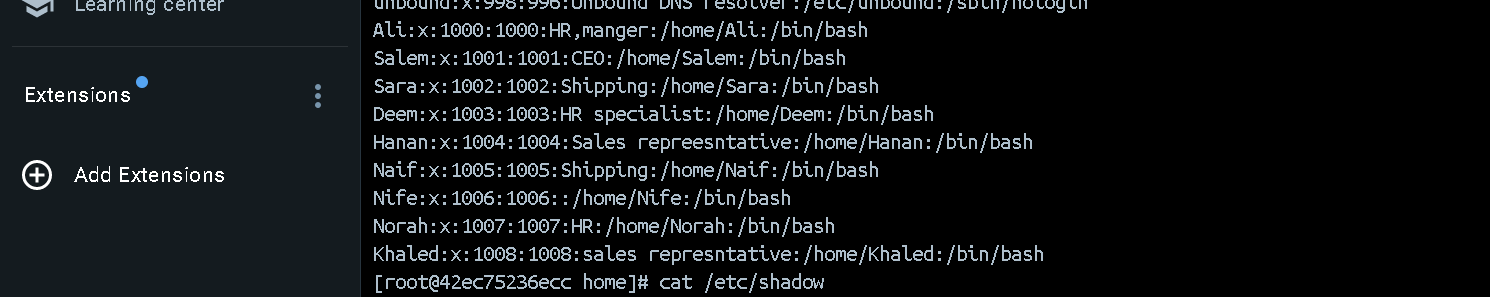 Learning center
Extensions
Add Extensions
unbound:x:998:996:Unbound DNS resolver:/etc/unbound:/sbin/nologin
Ali:x:1000:1000:HR,manger:/home/Ali:/bin/bash
Salem:x:1001:1001:CEO:/home/Salem:/bin/bash
Sara:x:1002:1002:Shipping:/home/Sara:/bin/bash
Deem:x:1003:1003:HR specialist:/home/Deem:/bin/bash
Hanan:x:1004:1004:Sales repreesntative:/home/Hanan:/bin/bash
Naif:x:1005:1005:Shipping:/home/Naif:/bin/bash
Nife:x:1006:1006::/home/Nife:/bin/bash
Norah:x:1007:1007:HR:/home/Norah:/bin/bash
Khaled:x:1008:1008:sales represntative:/home/Khaled:/bin/bash
[root@42ec75236ecc home]# cat /etc/shadow